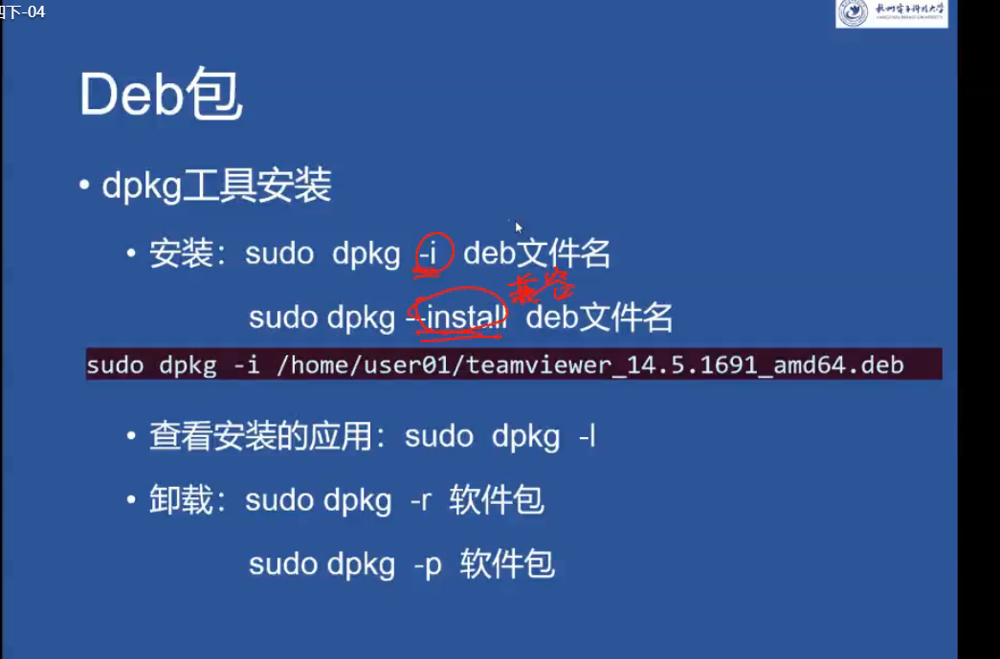 四下-04
杭州电子科技大学
Deb包
• dpkg工具安装
• 安装：sudo dpkg -i deb文件名
兼容
sudo dpkg --install deb文件名
sudo dpkg -i /home/user01/teamviewer_14.5.1691_amd64.deb
• 查看安装的应用：sudo dpkg -l
• 卸载：sudo dpkg -r 软件包
sudo dpkg -p 软件包